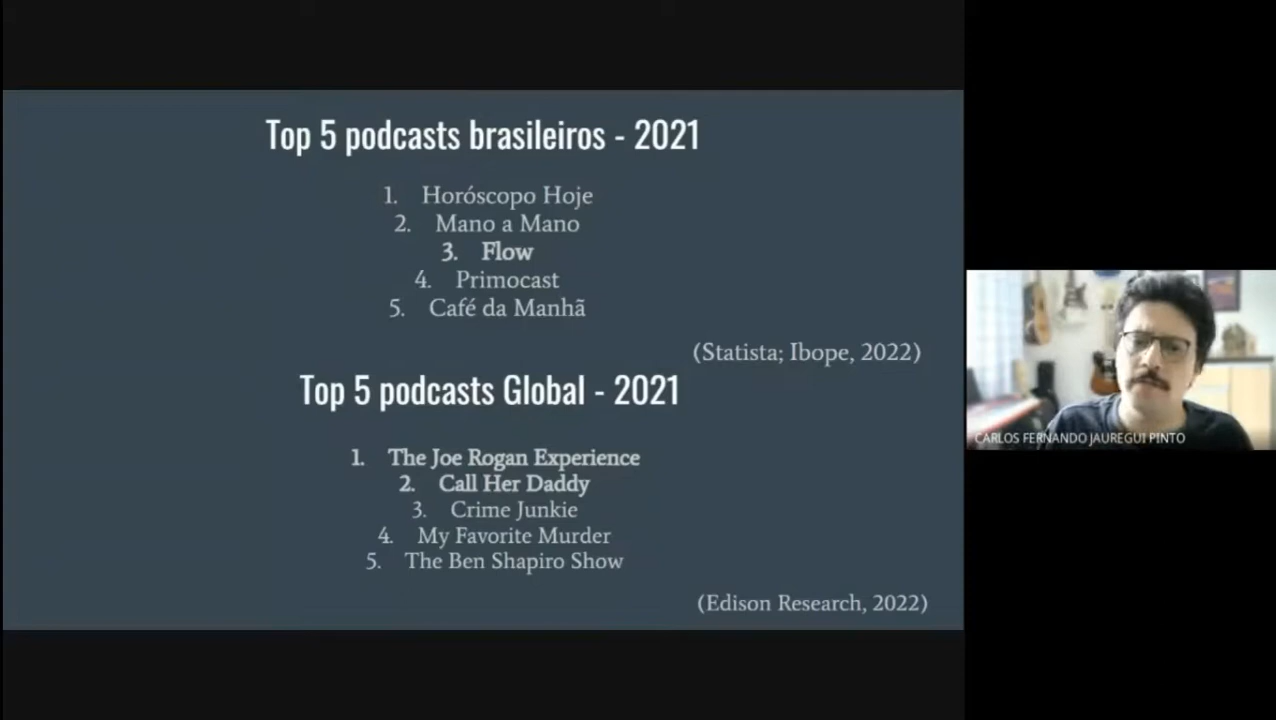 Top 5 podcasts brasileiros - 2021
1. Horóscopo Hoje
2. Mano a Mano
3. Flow
4. Primocast
5. Café da Manhã
(Statista; Ibope, 2022)
Top 5 podcasts Global - 2021
1. The Joe Rogan Experience
2. Call Her Daddy
3. Crime Junkie
4. My Favorite Murder
5. The Ben Shapiro Show
(Edison Research, 2022)
CARLOS FERNANDO JAUREGUI PINTO